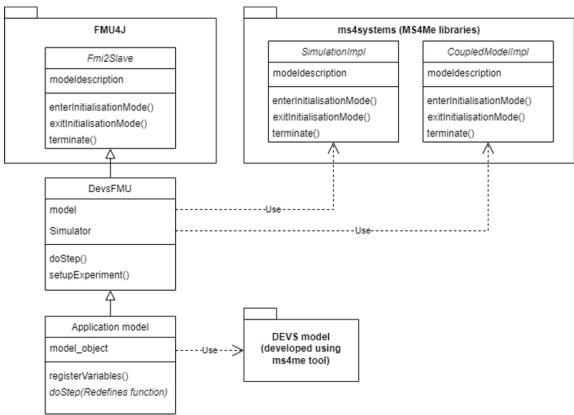 FMU4J
Fmi2Slave
modeldescription
enterInitialisationMode()
exitInitialisationMode()
terminate()
ms4systems (MS4Me libraries)
SimulationImpl
modeldescription
enterInitialisationMode()
exitInitialisationMode()
terminate()
CoupledModelImpl
modeldescription
enterInitialisationMode()
exitInitialisationMode()
terminate()
DevsFMU
model
Simulator
doStep()
setupExperiment()
Use
Use
Application model
model_object
registerVariables()
doStep(Redefines function)
Use
DEVS model
(developed using
ms4me tool)